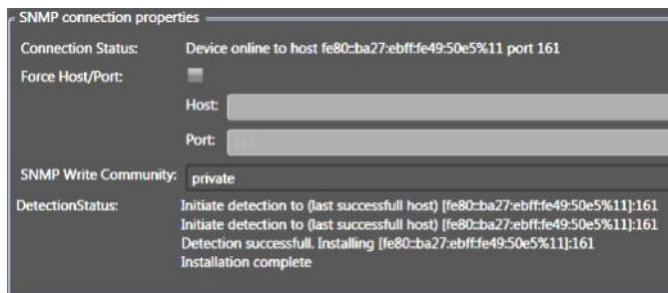 SNMP connection properties
Connection Status: Device online to host fe80::ba27:ebff:fe49:50e5%11 port 161
Force Host/Port:
Host:
Port: 161
SNMP Write Community: private
DetectionStatus: Initiate detection to (last successfull host) [fe80::ba27:ebff:fe49:50e5%11]:161
Initiate detection to (last successfull host) [fe80::ba27:ebff:fe49:50e5%11]:161
Detection successfull. Installing [fe80::ba27:ebff:fe49:50e5%11]:161
Installation complete